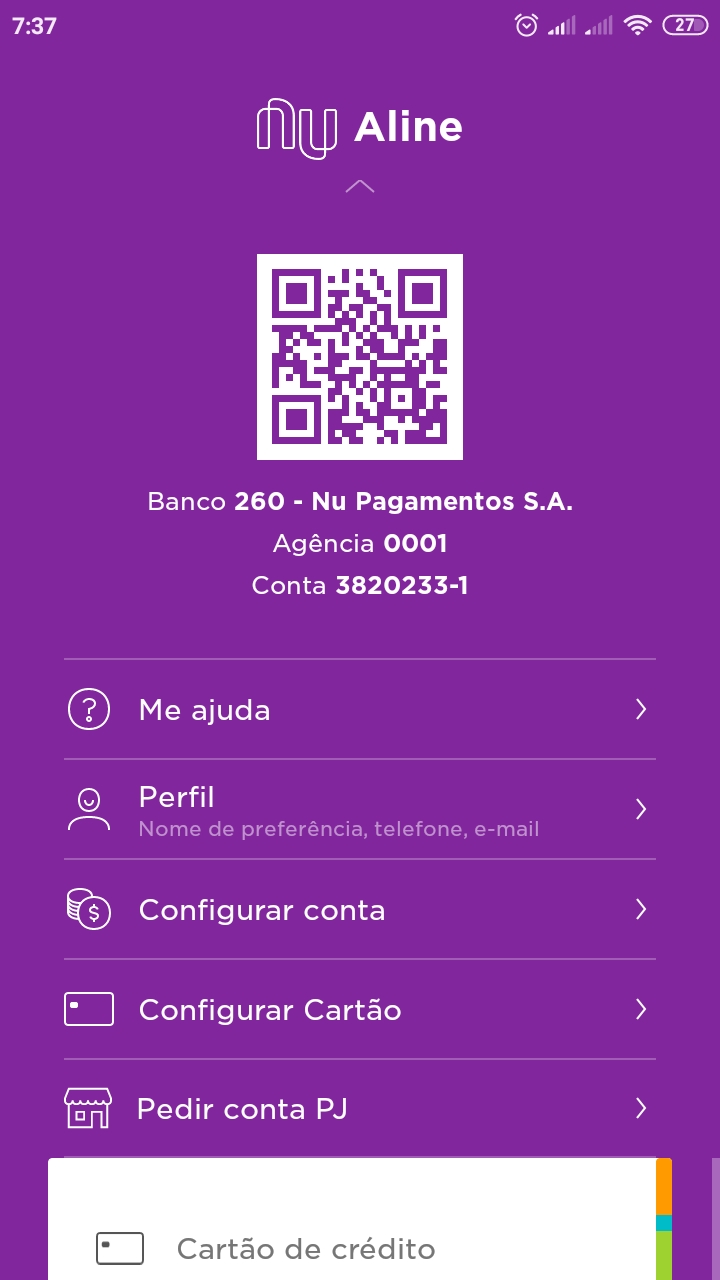 7:37
27
nu Aline
Banco 260 - Nu Pagamentos S.A.
Agência 0001
Conta 3820233-1
Me ajuda
Perfil
Nome de preferência, telefone, e-mail
Configurar conta
Configurar Cartão
Pedir conta PJ
Cartão de crédito